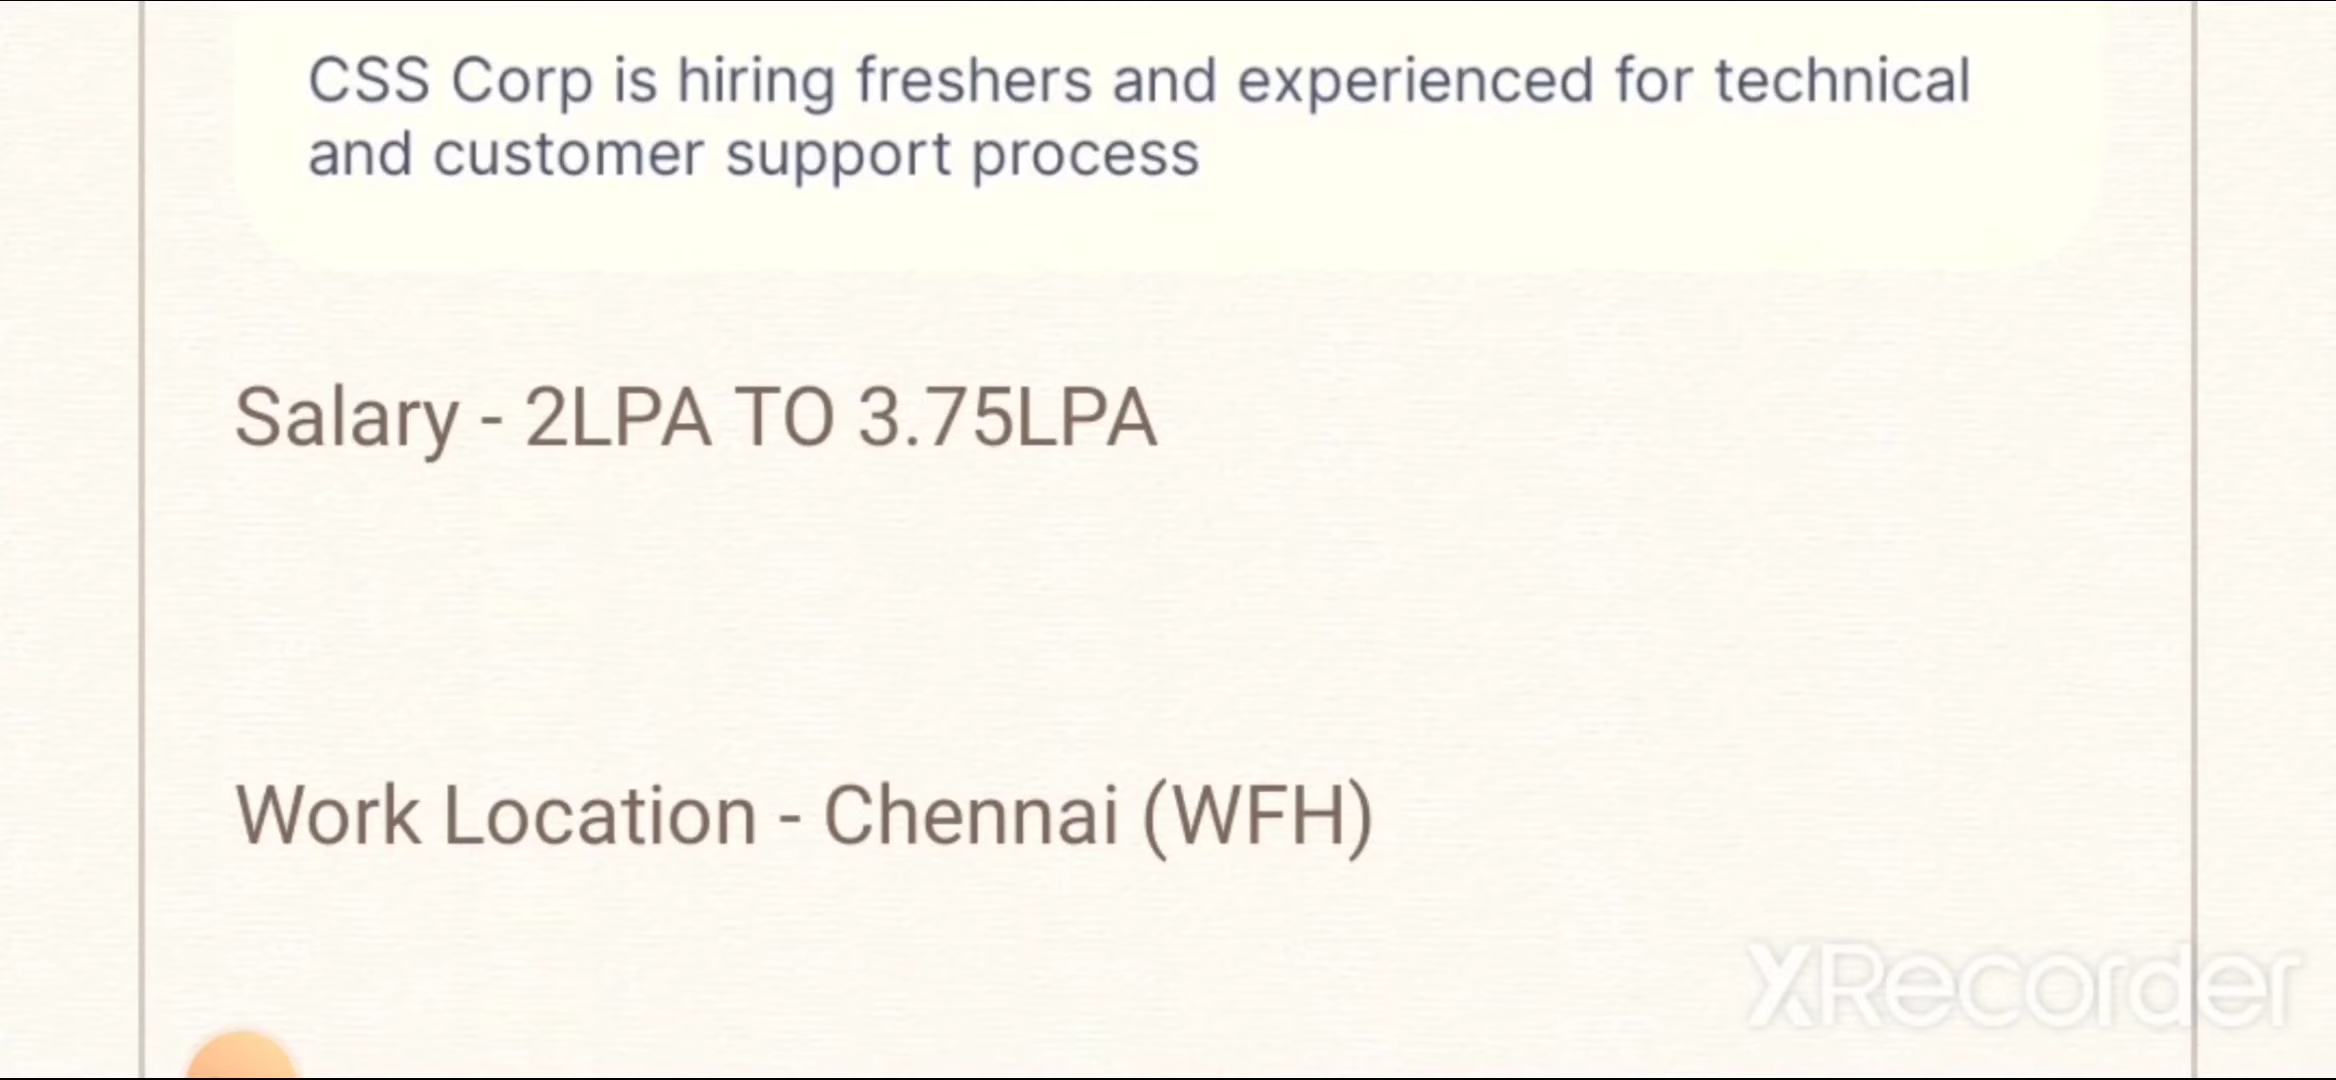 CSS Corp is hiring freshers and experienced for technical
and customer support process
Salary - 2LPA TO 3.75LPA
Work Location - Chennai (WFH)
XRecorder